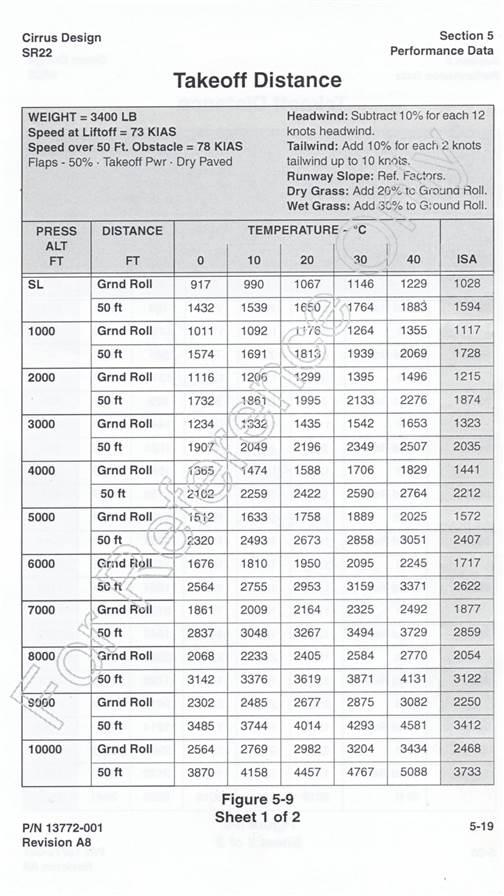 Cirrus Design
SR22
Section 5
Performance Data
Takeoff Distance
WEIGHT = 3400 LB
Speed at Liftoff = 73 KIAS
Speed over 50 Ft. Obstacle = 78 KIAS
Flaps - 50% · Takeoff Pwr · Dry Paved
Headwind: Subtract 10% for each 12
knots headwind.
Tailwind: Add 10% for each 2 knots
tailwind up to 10 knots.
Runway Slope: Ref. Factors.
Dry Grass: Add 20% to Ground Roll.
Wet Grass: Add 30% to Ground Roll.
PRESS ALT FT DISTANCE FT TEMPERATURE ~ °C
0 10 20 30 40 ISA
SL Grnd Roll 917 990 1067 1146 1229 1028
50 ft 1432 1539 1650 1764 1883 1594
1000 Grnd Roll 1011 1092 1176 1264 1355 1117
50 ft 1574 1691 1813 1939 2069 1728
2000 Grnd Roll 1116 1206 1299 1395 1496 1215
50 ft 1732 1861 1995 2133 2276 1874
3000 Grnd Roll 1234 1332 1435 1542 1653 1323
50 ft 1907 2049 2196 2349 2507 2035
4000 Grnd Roll 1365 1474 1588 1706 1829 1441
50 ft 2102 2259 2422 2590 2764 2212
5000 Grnd Roll 1512 1633 1758 1889 2025 1572
50 ft 2320 2493 2673 2858 3051 2407
6000 Grnd Roll 1676 1810 1950 2095 2245 1717
50 ft 2564 2755 2953 3159 3371 2622
7000 Grnd Roll 1861 2009 2164 2325 2492 1877
50 ft 2837 3048 3267 3494 3729 2859
8000 Grnd Roll 2068 2233 2405 2584 2770 2054
50 ft 3142 3376 3619 3871 4131 3122
9000 Grnd Roll 2302 2485 2677 2875 3082 2250
50 ft 3485 3744 4014 4293 4581 3412
10000 Grnd Roll 2564 2769 2982 3204 3434 2468
50 ft 3870 4158 4457 4767 5088 3733
For Reference Only
Figure 5-9
Sheet 1 of 2
P/N 13772-001
Revision A8
5-19